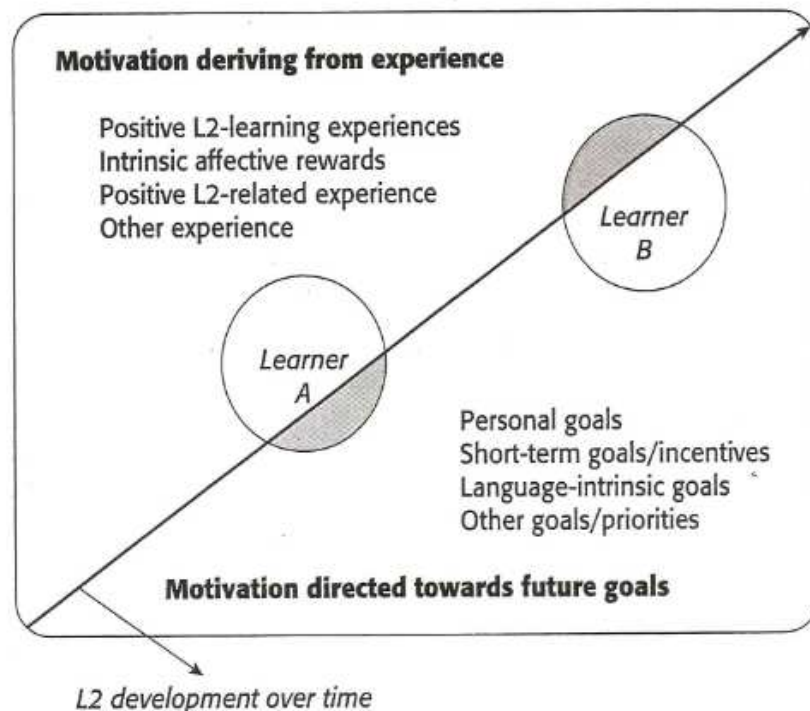 Motivation deriving from experience
Positive L2-learning experiences
Intrinsic affective rewards
Positive L2-related experience
Other experience
Learner
B
Learner
A
Personal goals
Short-term goals/incentives
Language-intrinsic goals
Other goals/priorities
Motivation directed towards future goals
L2 development over time